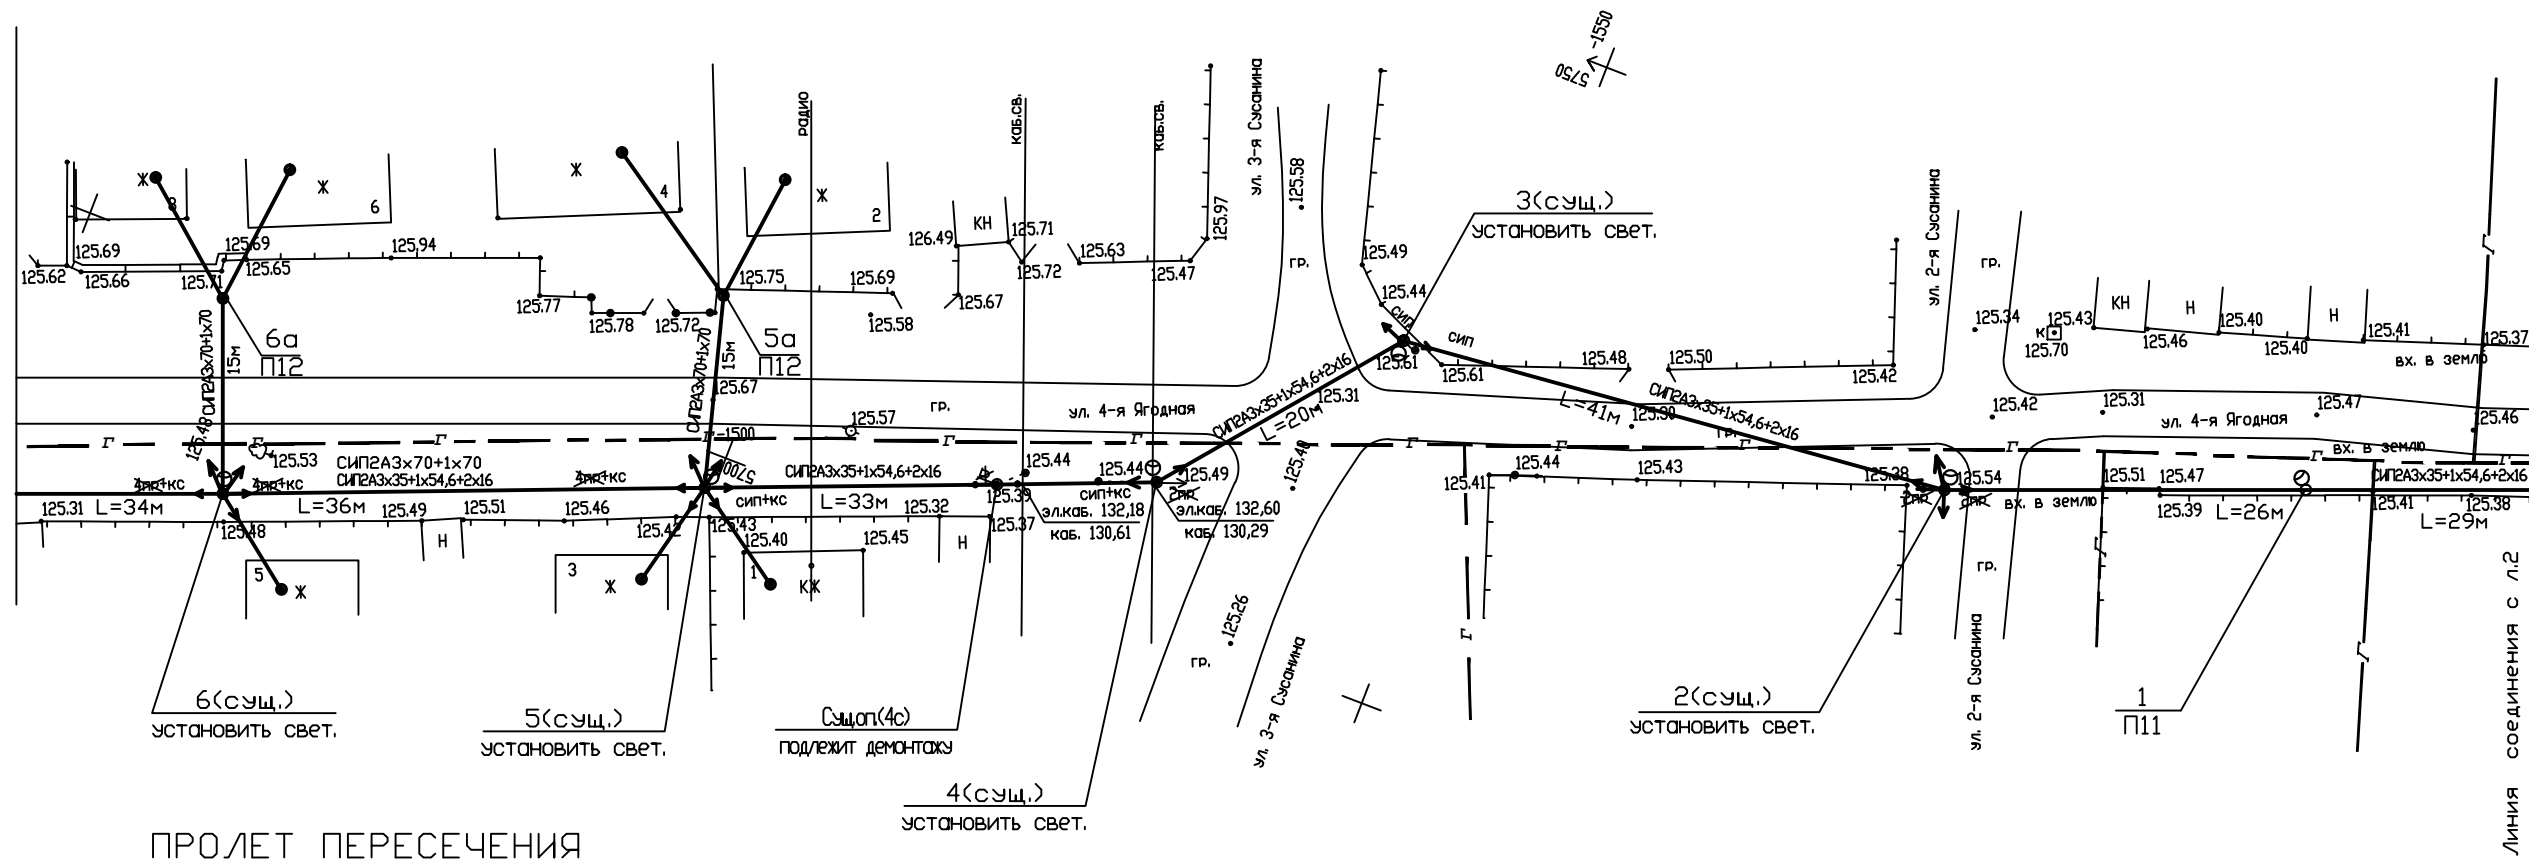 -1550
5750
радио
каб.св.
каб.св.
ул. 3-я Сусанина
125.58
ул. 2-я Сусанина
Ж
8
Ж
6
Ж
4
Ж
2
КН
126.49
125.71
125.63
125.97
125.72
125.47
125.67
3(сущ.)
установить свет.
125.69
125.62
125.66
125.71
125.69
125.65
125.94
125.77
125.78
125.72
125.75
125.69
125.58
гр.
125.49
125.44
сип
сип
125.61
125.61
125.48
125.50
125.42
гр.
125.34
к
125.70
125.43
КН
125.46
Н
125.40
125.40
Н
125.41
125.37
вх. в землю
6а
П12
5а
П12
СИП2А3х70+1х70
15м
СИП2А3х70+1х70
15м
125.67
125.57
гр.
ул. 4-я Ягодная
СИП2А3х35+1х54,6+2х16
L=20м
125.31
СИП2А3х35+1х54,6+2х16
L=41м
125.30
гр.
125.42
125.31
ул. 4-я Ягодная
125.47
125.46
вх. в землю
Г
Г
Г
Г
Г
Г
Г
Г
Г
Г
Г
Г
Г
125.48
125.53
-1500
5700
СИП2А3х70+1х70
СИП2А3х35+1х54,6+2х16
4пр+кс
4пр+кс
4пр+кс
125.31
L=34м
125.48
L=36м
125.49
125.51
125.46
125.42
125.43
СИП2А3х35+1х54,6+2х16
сип+кс
L=33м
125.32
125.39
125.37
125.44
125.44
сип+кс
125.49
2пр
эл.каб. 132,18
каб. 130,61
эл.каб. 132,60
каб. 130,29
125.40
125.41
125.44
125.43
125.38
125.54
2пр
вх. в землю
125.51
125.47
125.39
L=26м
СИП2А3х35+1х54,6+2х16
125.41
125.38
L=29м
Н
125.40
125.45
Н
5
Ж
3
Ж
1
КЖ
125.26
гр.
ул. 3-я Сусанина
Г
гр.
ул. 2-я Сусанина
Г
Г
6(сущ.)
установить свет.
5(сущ.)
установить свет.
Сущ.оп.(4с)
подлежит демонтажу
4(сущ.)
установить свет.
2(сущ.)
установить свет.
1
П11
Линия соединения с л.2
ПРОЛЕТ ПЕРЕСЕЧЕНИЯ